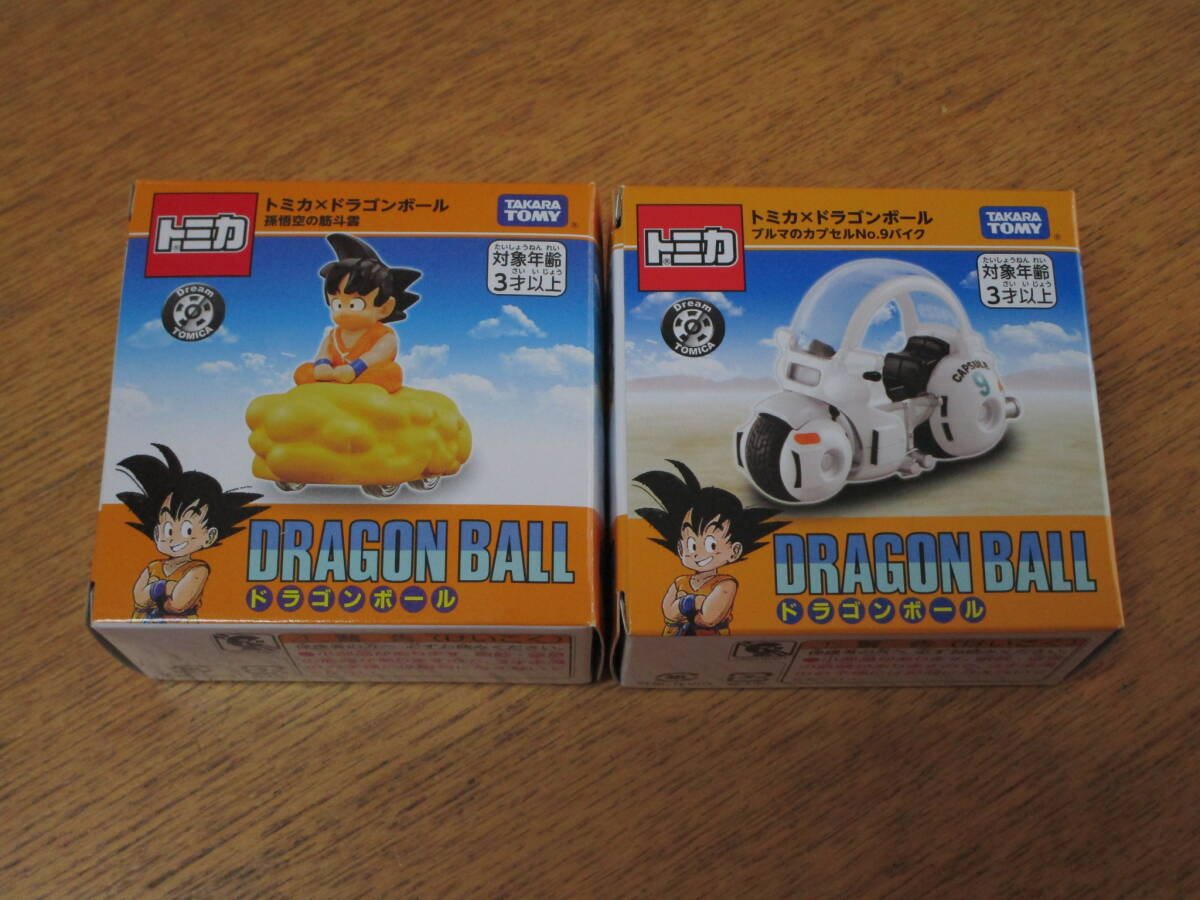 トミカ
トミカ×ドラゴンボール
孫悟空の筋斗雲
TAKARA
TOMY
たいしょうねんれい
対象年齢
さいいじょう
3才以上
Dream
TOMICA
DRAGON BALL
ドラゴンボール
トミカ
トミカ×ドラゴンボール
ブルマのカプセルNo.9バイク
TAKARA
TOMY
たいしょうねんれい
対象年齢
さいいじょう
3才以上
Dream
TOMICA
CAPSULE
9
DRAGON BALL
ドラゴンボール